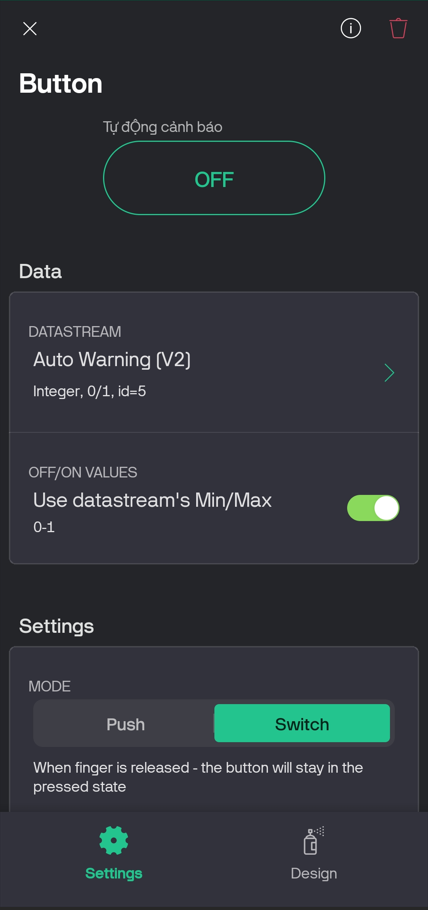 Button
Tự đỘng cảnh báo
OFF
Data
DATASTREAM
Auto Warning (V2)
Integer, 0/1, id=5
OFF/ON VALUES
Use datastream's Min/Max
0-1
Settings
MODE
Push
Switch
When finger is released - the button will stay in the
pressed state
Settings
Design